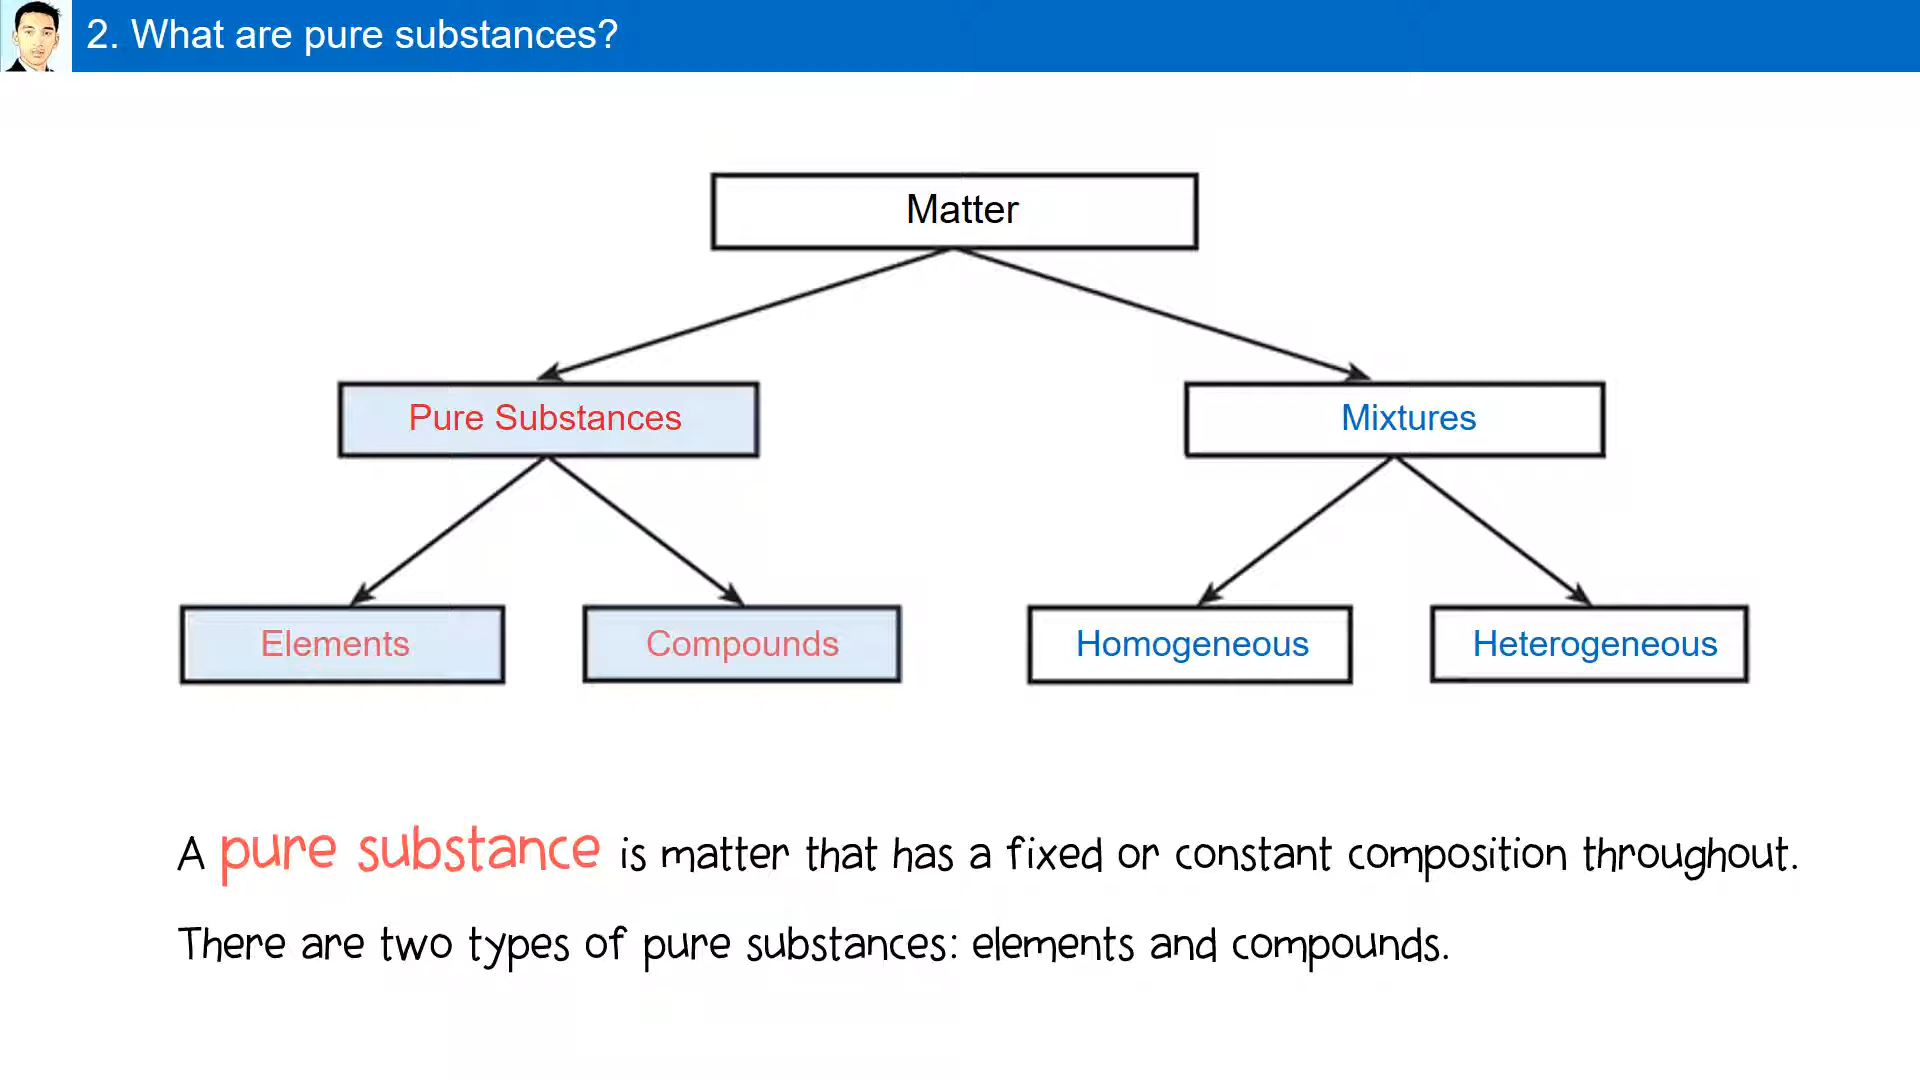 2. What are pure substances?
Matter
Pure Substances
Mixtures
Elements
Compounds
Homogeneous
Heterogeneous
A pure substance is matter that has a fixed or constant composition throughout.
There are two types of pure substances: elements and compounds.